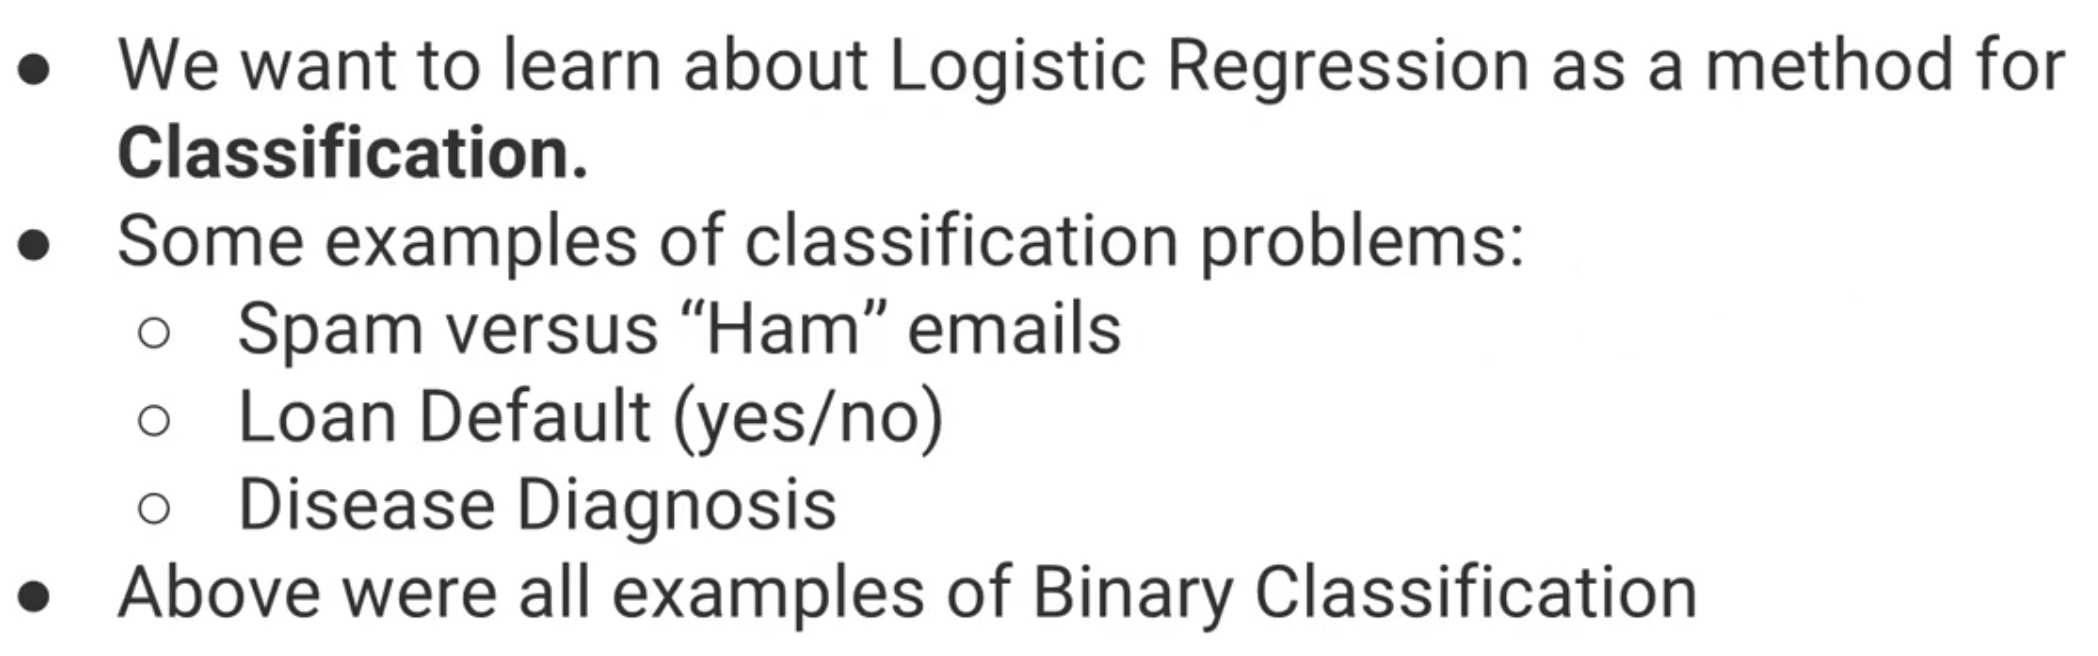 ● We want to learn about Logistic Regression as a method for
Classification.
● Some examples of classification problems:
○ Spam versus “Ham” emails
○ Loan Default (yes/no)
○ Disease Diagnosis
● Above were all examples of Binary Classification